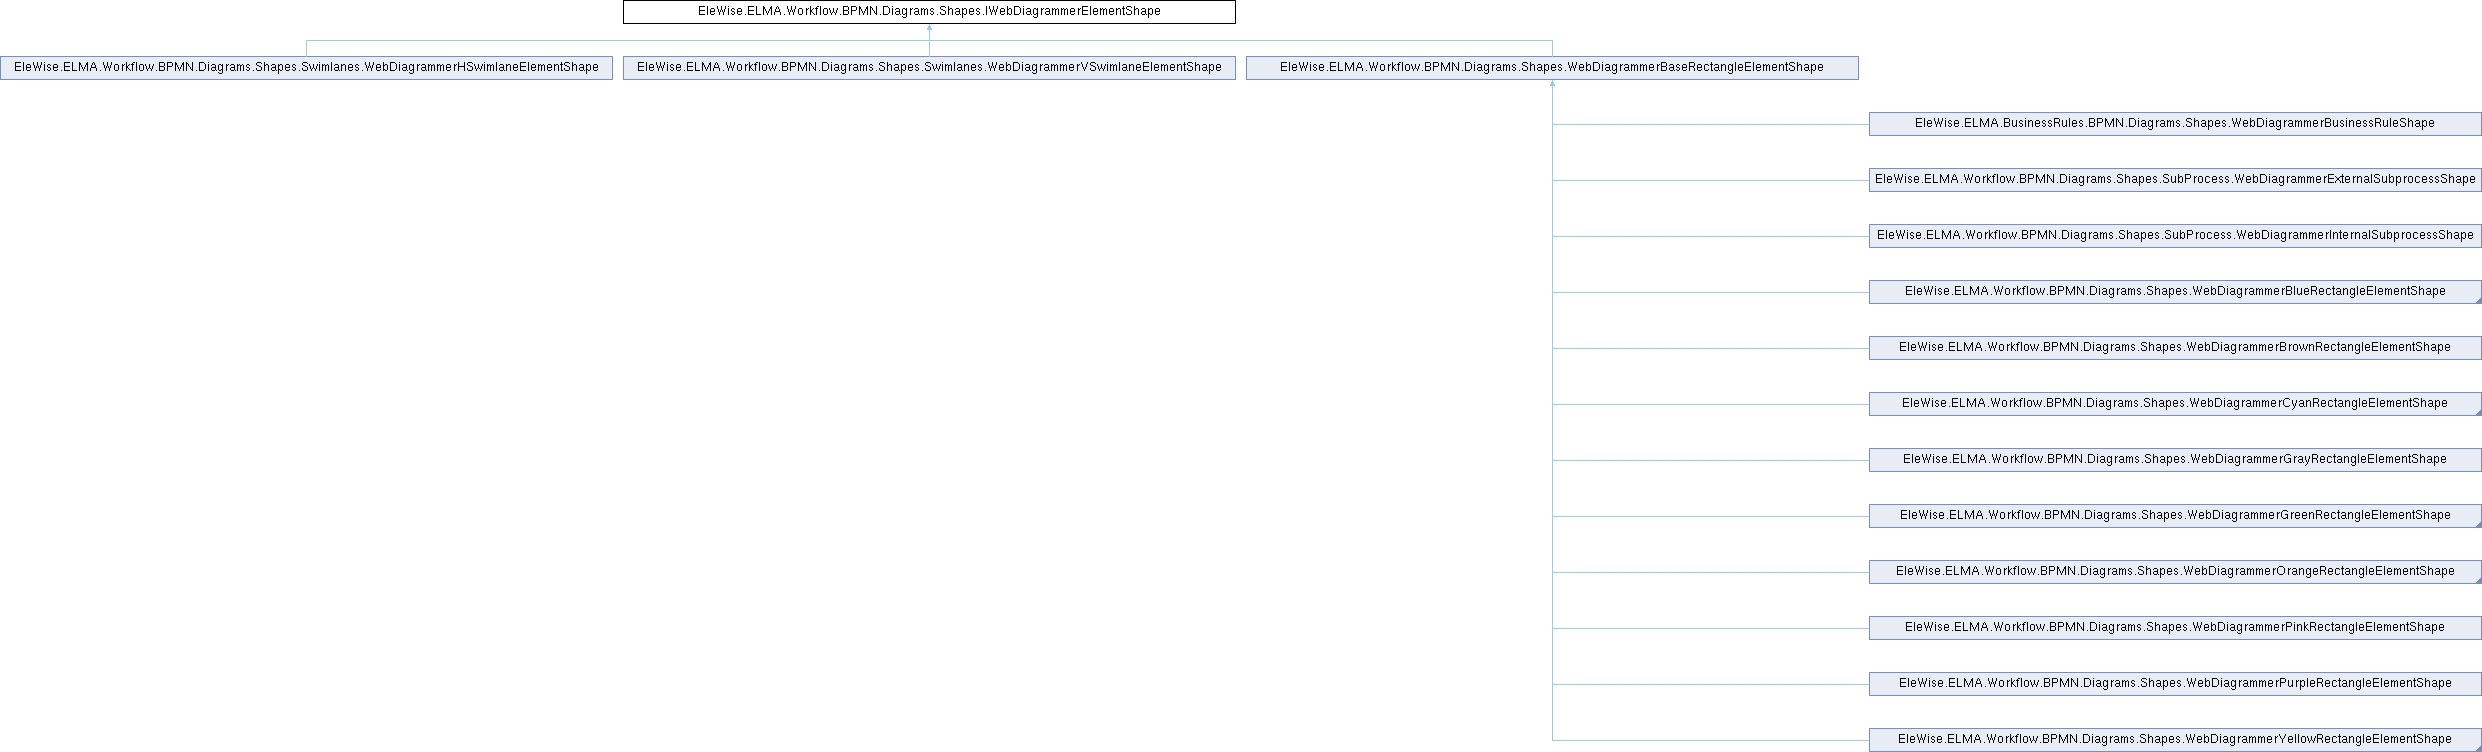 EleWise.ELMA.Workflow.BPMN.Diagrams.Shapes.IWebDiagrammerElementShape
EleWise.ELMA.Workflow.BPMN.Diagrams.Shapes.Swimlanes.WebDiagrammerHSwimlaneElementShape
EleWise.ELMA.Workflow.BPMN.Diagrams.Shapes.Swimlanes.WebDiagrammerVSwimlaneElementShape
EleWise.ELMA.Workflow.BPMN.Diagrams.Shapes.WebDiagrammerBaseRectangleElementShape
EleWise.ELMA.BusinessRules.BPMN.Diagrams.Shapes.WebDiagrammerBusinessRuleShape
EleWise.ELMA.Workflow.BPMN.Diagrams.Shapes.SubProcess.WebDiagrammerExternalSubprocessShape
EleWise.ELMA.Workflow.BPMN.Diagrams.Shapes.SubProcess.WebDiagrammerInternalSubprocessShape
EleWise.ELMA.Workflow.BPMN.Diagrams.Shapes.WebDiagrammerBlueRectangleElementShape
EleWise.ELMA.Workflow.BPMN.Diagrams.Shapes.WebDiagrammerBrownRectangleElementShape
EleWise.ELMA.Workflow.BPMN.Diagrams.Shapes.WebDiagrammerCyanRectangleElementShape
EleWise.ELMA.Workflow.BPMN.Diagrams.Shapes.WebDiagrammerGrayRectangleElementShape
EleWise.ELMA.Workflow.BPMN.Diagrams.Shapes.WebDiagrammerGreenRectangleElementShape
EleWise.ELMA.Workflow.BPMN.Diagrams.Shapes.WebDiagrammerOrangeRectangleElementShape
EleWise.ELMA.Workflow.BPMN.Diagrams.Shapes.WebDiagrammerPinkRectangleElementShape
EleWise.ELMA.Workflow.BPMN.Diagrams.Shapes.WebDiagrammerPurpleRectangleElementShape
EleWise.ELMA.Workflow.BPMN.Diagrams.Shapes.WebDiagrammerYellowRectangleElementShape